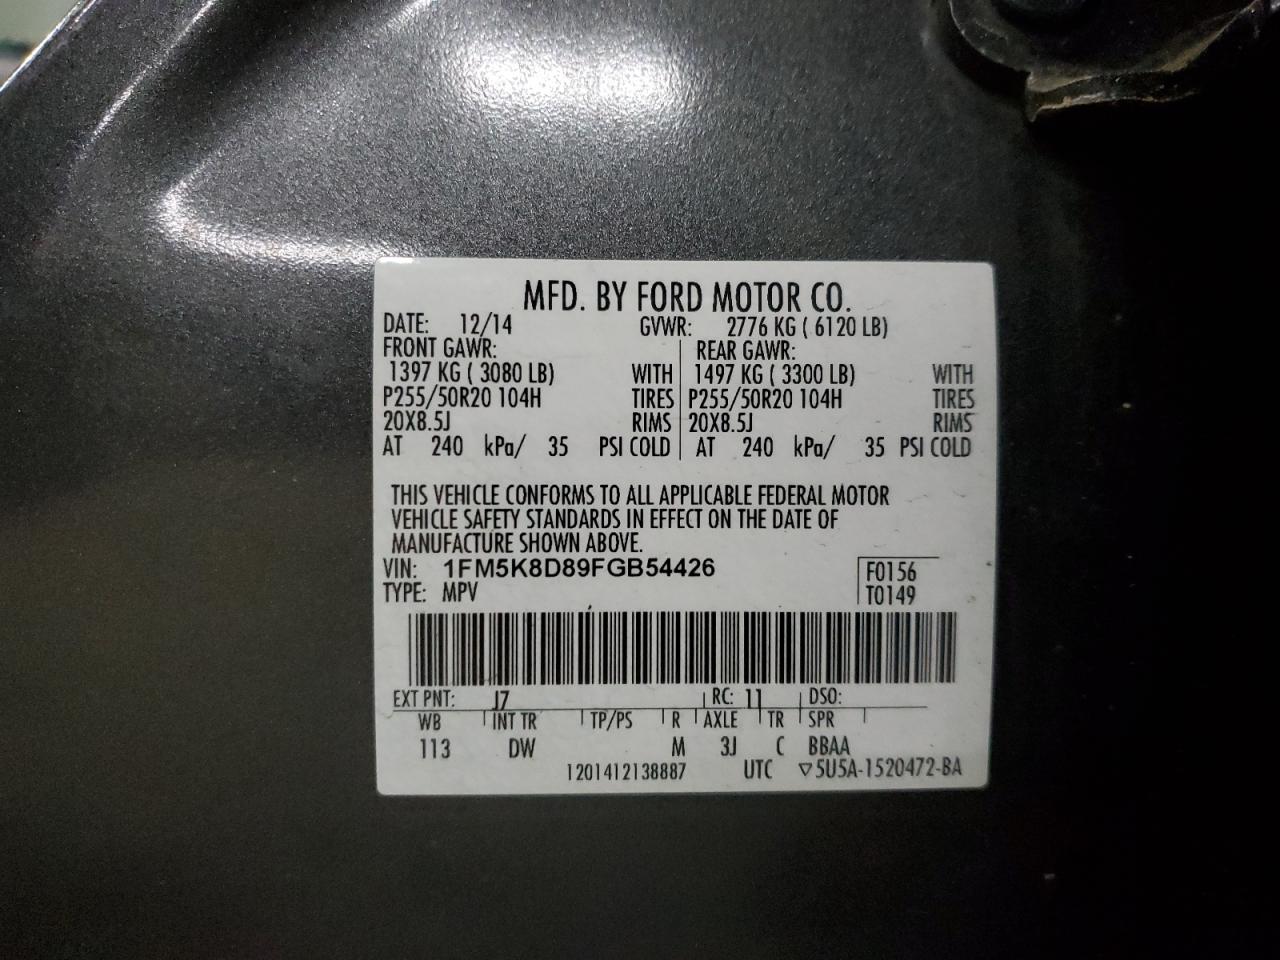 MFD. BY FORD MOTOR CO.
DATE: 12/14 GVWR: 2776 KG ( 6120 LB)
FRONT GAWR: REAR GAWR:
1397 KG ( 3080 LB) WITH 1497 KG ( 3300 LB) WITH
P255/50R20 104H TIRES P255/50R20 104H TIRES
20X8.5J RIMS 20X8.5J RIMS
AT 240 kPa/ 35 PSI COLD AT 240 kPa/ 35 PSI COLD
THIS VEHICLE CONFORMS TO ALL APPLICABLE FEDERAL MOTOR
VEHICLE SAFETY STANDARDS IN EFFECT ON THE DATE OF
MANUFACTURE SHOWN ABOVE.
VIN: 1FM5K8D89FGB54426 F0156
TYPE: MPV T0149
EXT PNT: J7 RC: 11 DSO:
WB INT TR TP/PS R AXLE TR SPR
113 DW M 3J C BBAA
1201412138887 UTC ▽5U5A-1520472-BA